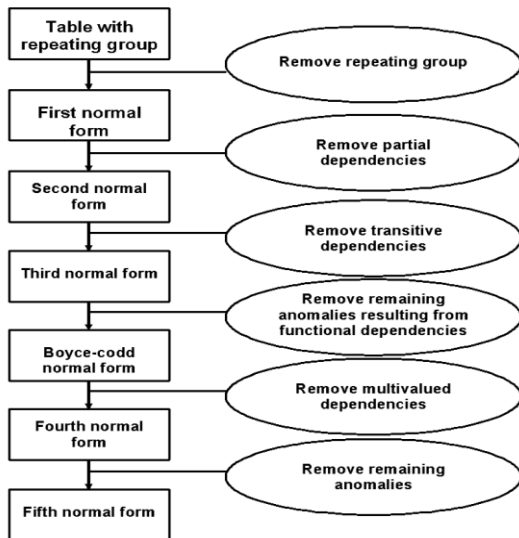 Table with
repeating group
Remove repeating group
First normal
form
Remove partial
dependencies
Second normal
form
Remove transitive
dependencies
Third normal form
Remove remaining
anomalies resulting from
functional dependencies
Boyce-codd
normal form
Remove multivalued
dependencies
Fourth normal
form
Remove remaining
anomalies
Fifth normal form